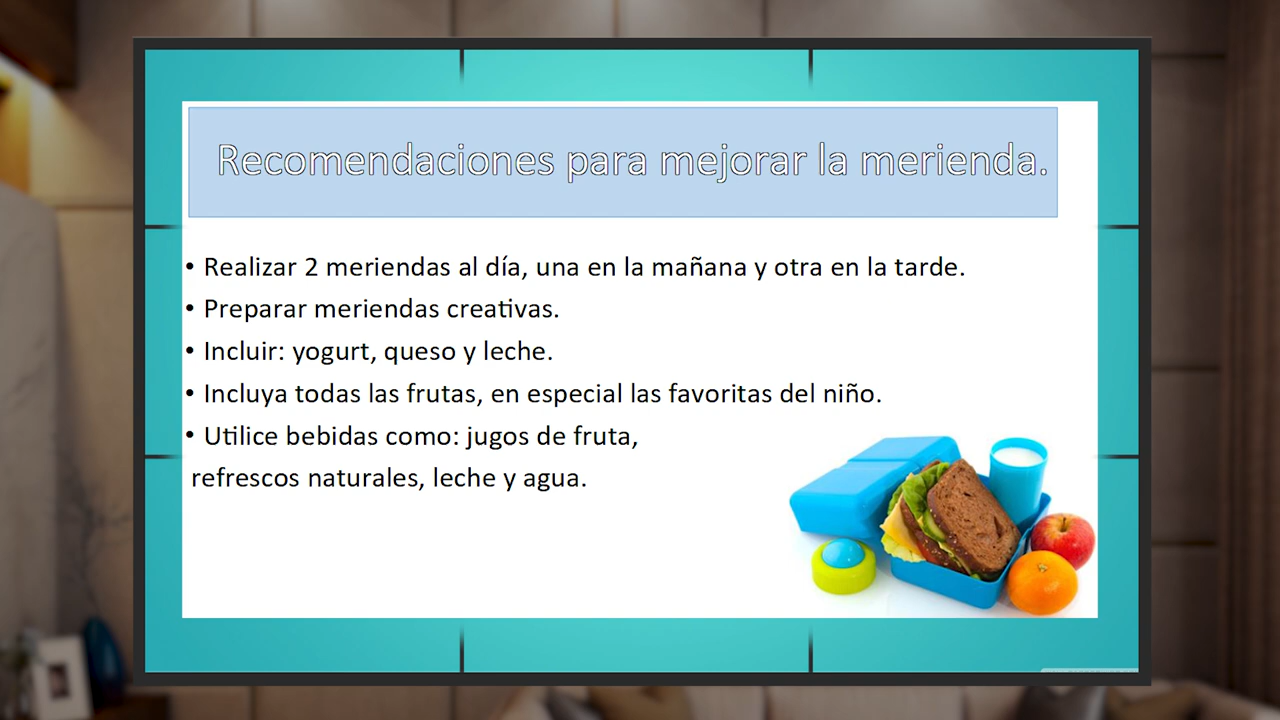 Recomendaciones para mejorar la merienda.
• Realizar 2 meriendas al día, una en la mañana y otra en la tarde.
• Preparar meriendas creativas.
• Incluir: yogurt, queso y leche.
• Incluya todas las frutas, en especial las favoritas del niño.
• Utilice bebidas como: jugos de fruta,
refrescos naturales, leche y agua.